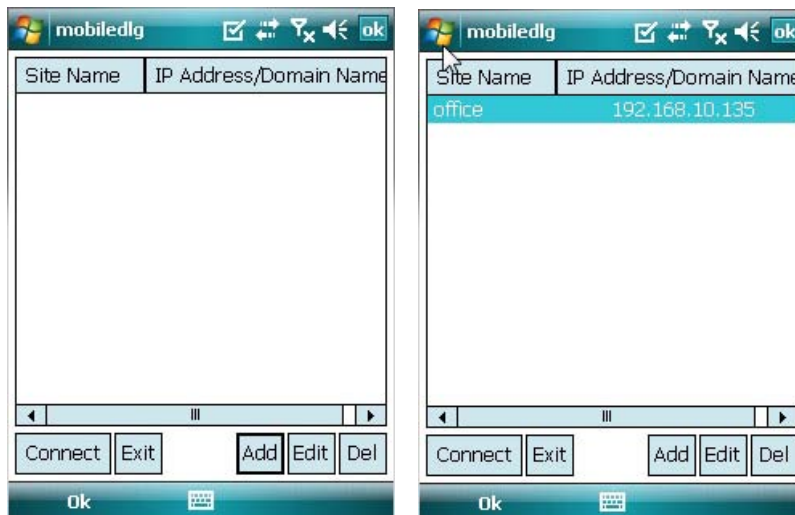 mobiledlg ok
Site Name IP Address/Domain Name
Connect Exit Add Edit Del
Ok
mobiledlg ok
Site Name IP Address/Domain Name
office 192.168.10.135
Connect Exit Add Edit Del
Ok